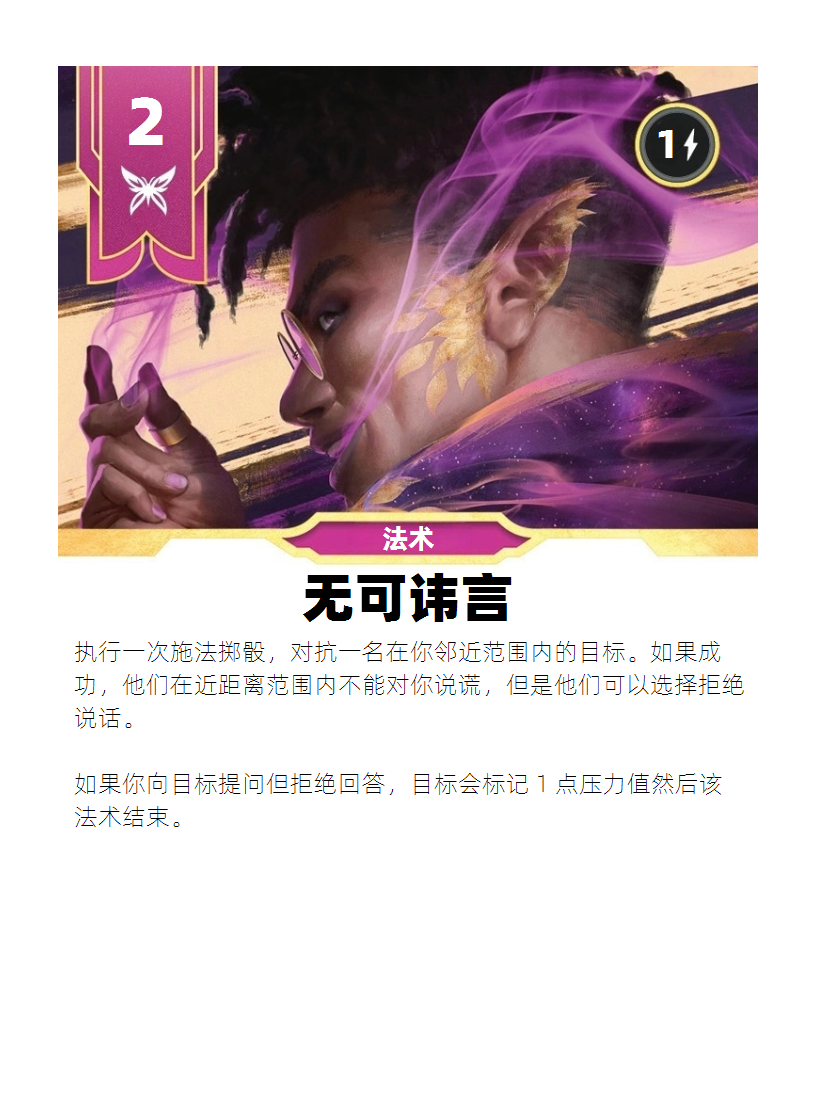 2
1
法术
无可讳言
执行一次施法掷骰，对抗一名在你邻近范围内的目标。如果成
功，他们在近距离范围内不能对你说谎，但是他们可以选择拒绝
说话。
如果你向目标提问但拒绝回答，目标会标记 1 点压力值然后该
法术结束。